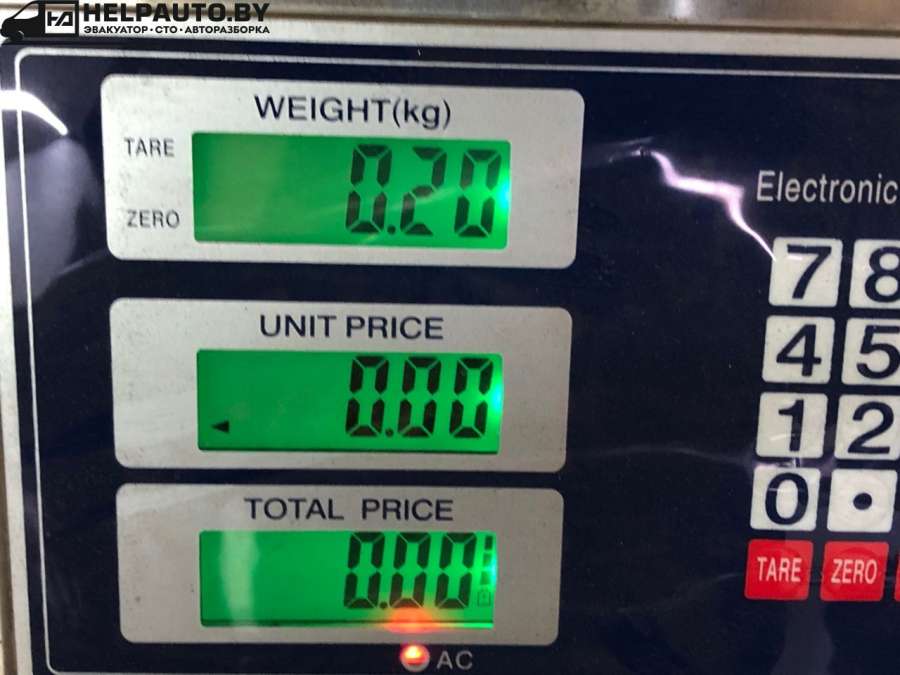 HELPAUTO.BY
ЭВАКУАТОР · СТО · АВТОРАЗБОРКА
WEIGHT(kg)
TARE
0.20
ZERO
Electronic
UNIT PRICE
0.00
TOTAL PRICE
0.00
AC
7 8
4 5
1 2
0 .
TARE ZERO